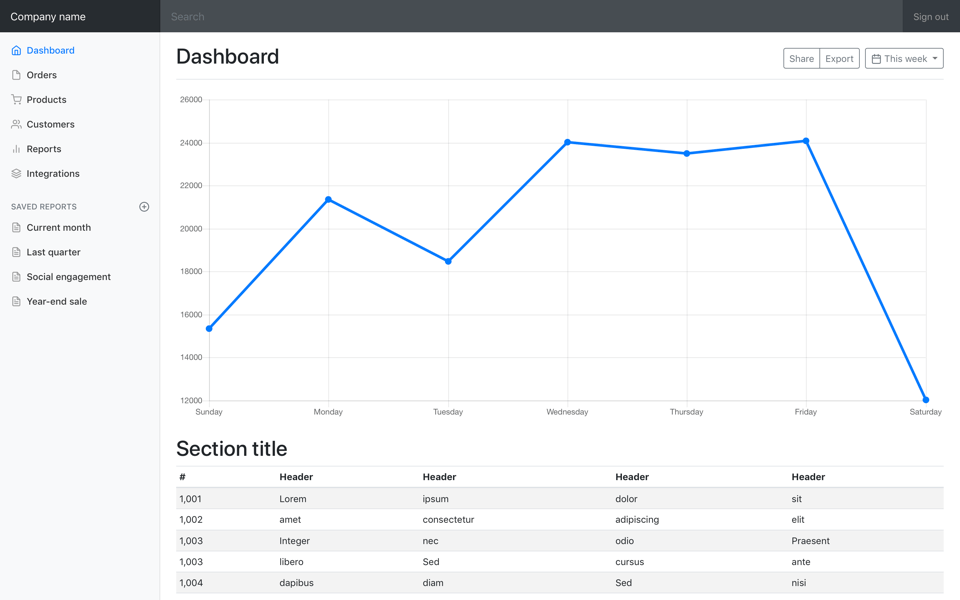 Company name Search Sign out
Dashboard
Orders
Products
Customers
Reports
Integrations
SAVED REPORTS
Current month
Last quarter
Social engagement
Year-end sale
Dashboard
Share Export This week
26000
24000
22000
20000
18000
16000
14000
12000
Sunday Monday Tuesday Wednesday Thursday Friday Saturday
Section title
# Header Header Header Header
1,001 Lorem ipsum dolor sit
1,002 amet consectetur adipiscing elit
1,003 Integer nec odio Praesent
1,003 libero Sed cursus ante
1,004 dapibus diam Sed nisi